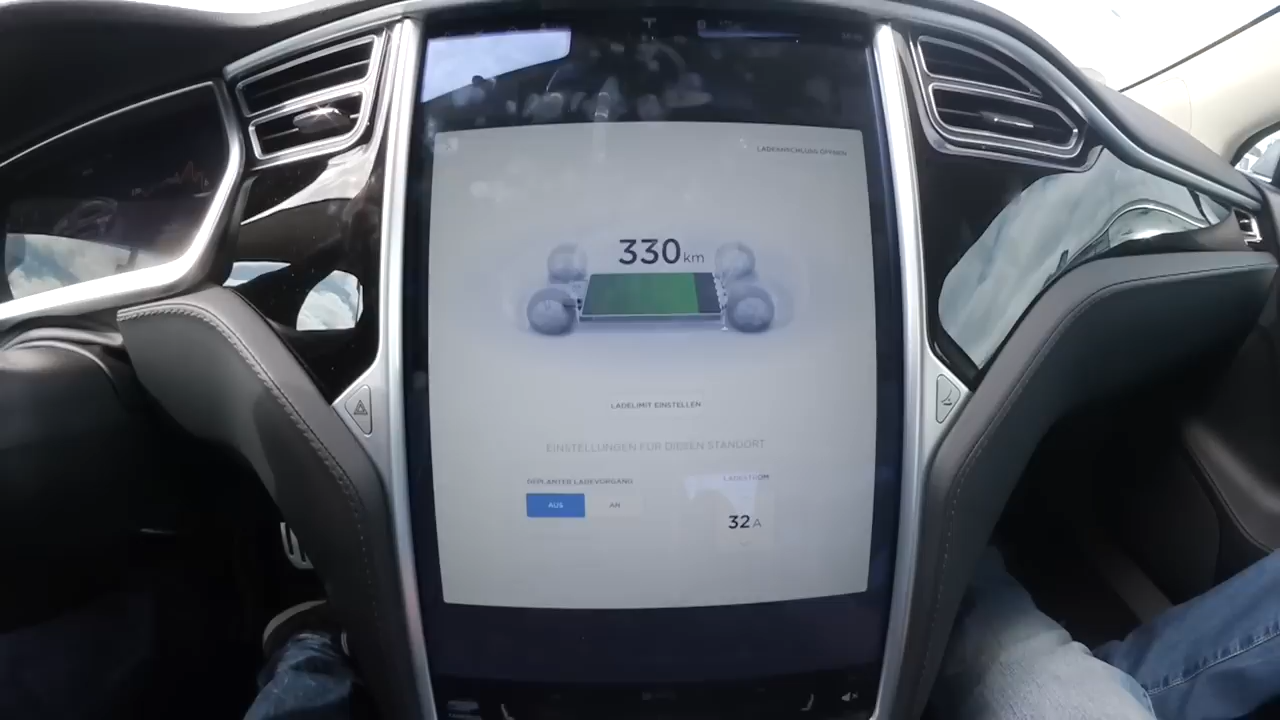 LADEANSCHLUSS ÖFFNEN
330 km
LADELIMIT EINSTELLEN
EINSTELLUNGEN FÜR DIESEN STANDORT
GEPLANTER LADEVORGANG
LADESTROM
AUS
AN
32 A